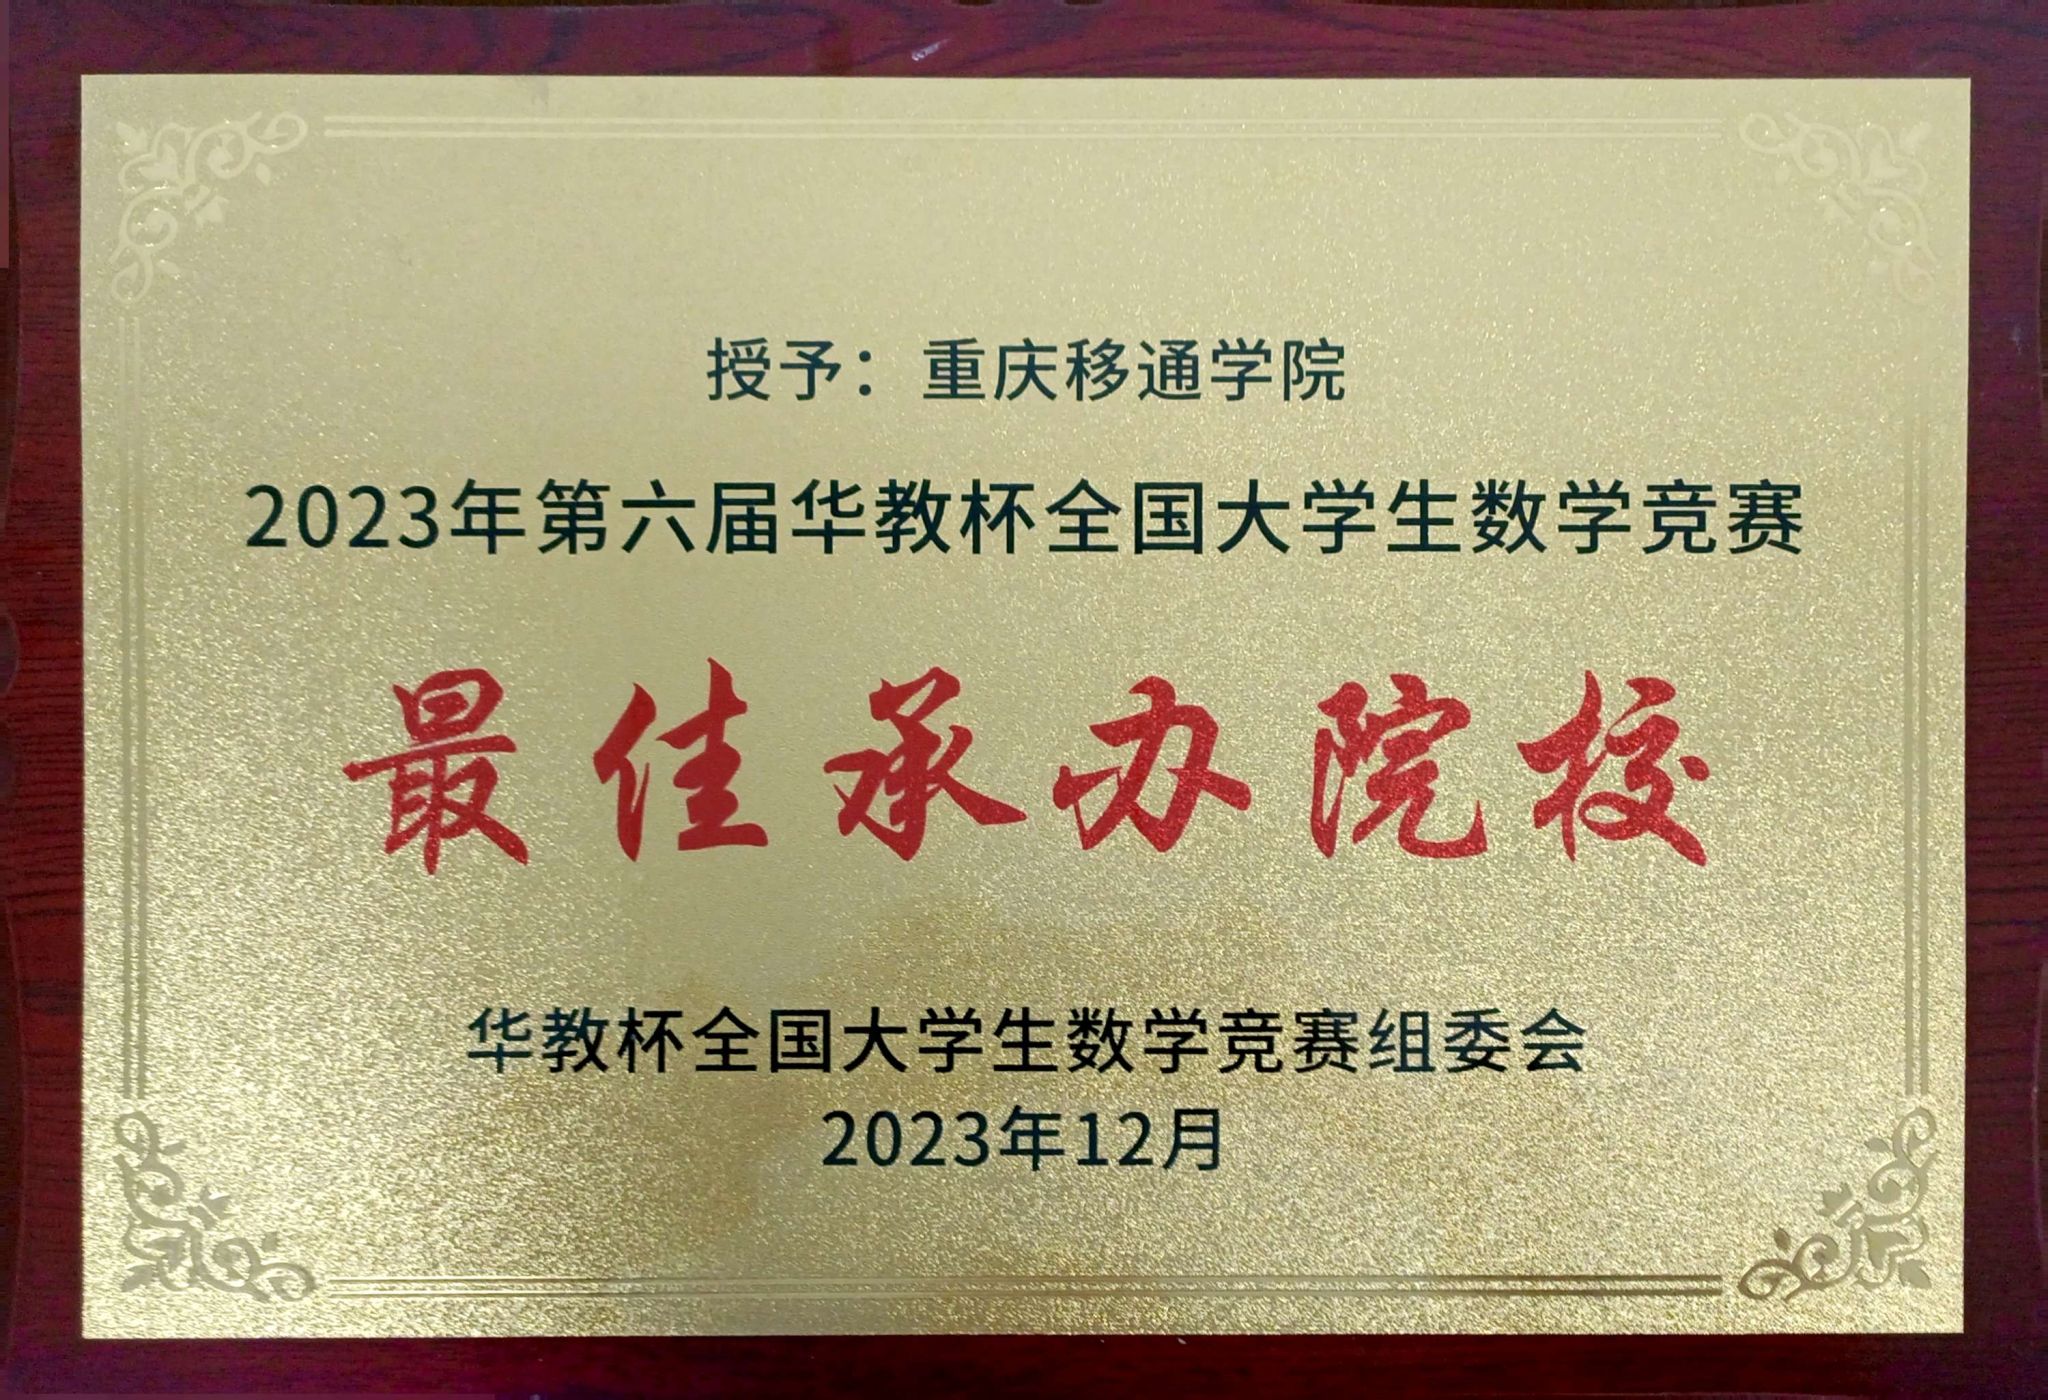 授予：重庆移通学院
2023年第六届华教杯全国大学生数学竞赛
最佳承办院校
华教杯全国大学生数学竞赛组委会
2023年12月